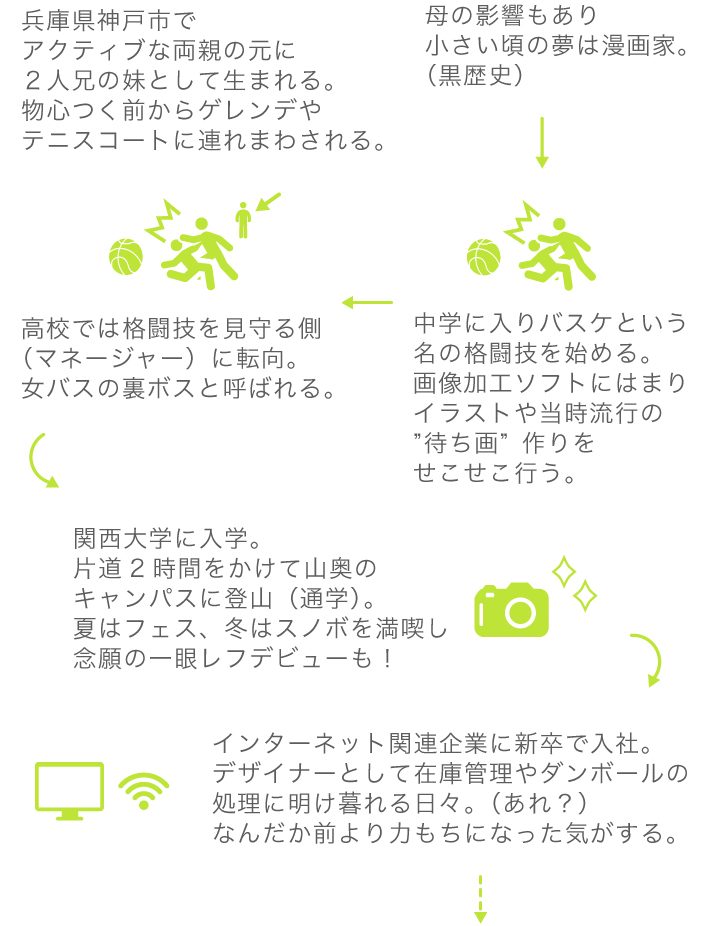 兵庫県神戸市で
アクティブな両親の元に
２人兄の妹として生まれる。
物心つく前からゲレンデや
テニスコートに連れまわされる。
母の影響もあり
小さい頃の夢は漫画家。
（黒歴史）
中学に入りバスケという
名の格闘技を始める。
画像加工ソフトにはまり
イラストや当時流行の
”待ち画”作りを
せこせこ行う。
高校では格闘技を見守る側
（マネージャー）に転向。
女バスの裏ボスと呼ばれる。
関西大学に入学。
片道２時間をかけて山奥の
キャンパスに登山（通学）。
夏はフェス、冬はスノボを満喫し
念願の一眼レフデビューも！
インターネット関連企業に新卒で入社。
デザイナーとして在庫管理やダンボールの
処理に明け暮れる日々。（あれ？）
なんだか前より力もちになった気がする。